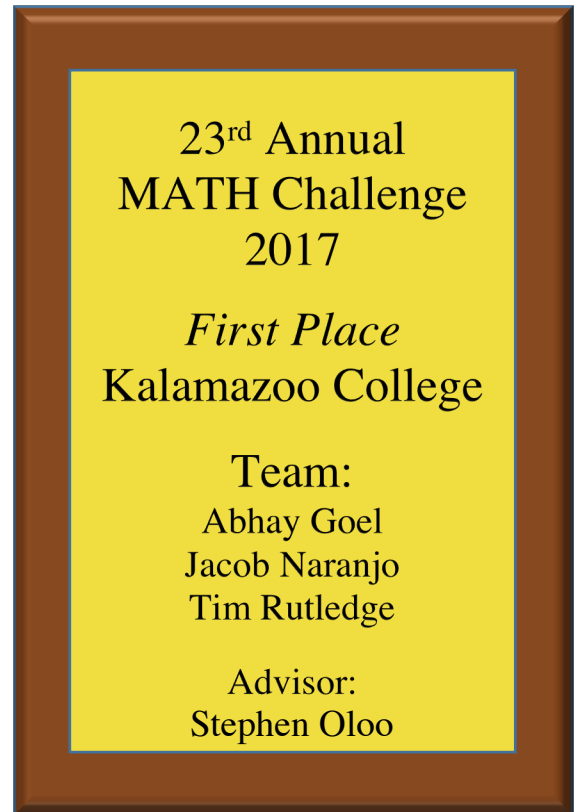 23rd Annual
MATH Challenge
2017
First Place
Kalamazoo College
Team:
Abhay Goel
Jacob Naranjo
Tim Rutledge
Advisor:
Stephen Oloo